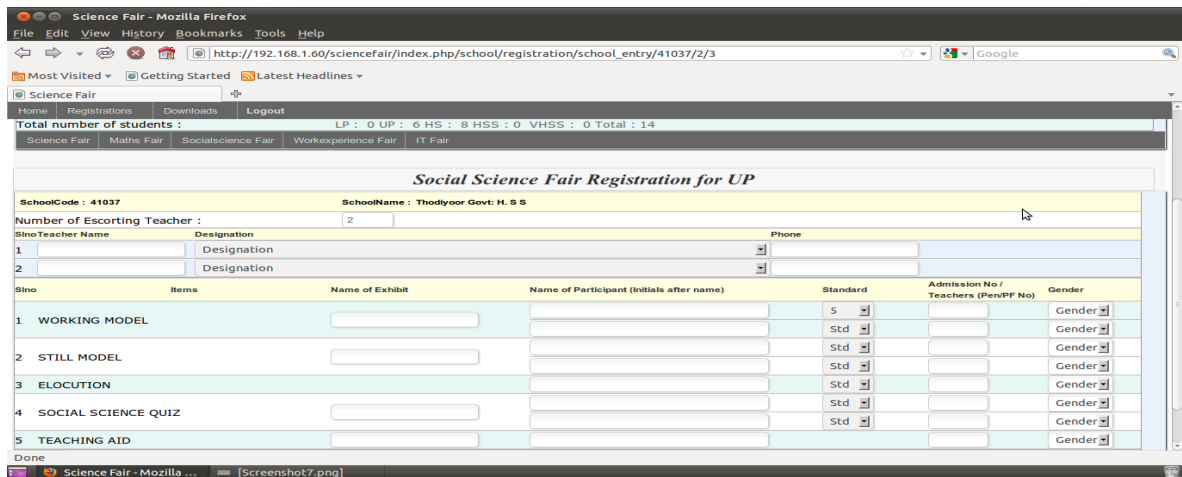 Science Fair - Mozilla Firefox
File Edit View History Bookmarks Tools Help
http://192.168.1.60/sciencefair/index.php/school/registration/school_entry/41037/2/3 Google
Most Visited Getting Started Latest Headlines
Science Fair
Home Registrations Downloads Logout
Total number of students : LP : 0 UP : 6 HS : 8 HSS : 0 VHSS : 0 Total : 14
Science Fair Maths Fair Socialscience Fair Workexperience Fair IT Fair
Social Science Fair Registration for UP
SchoolCode : 41037 SchoolName : Thodiyoor Govt: H. S S
Number of Escorting Teacher : 2
Slno Teacher Name Designation Phone
1 Designation
2 Designation
Slno Items Name of Exhibit Name of Participant (Initials after name) Standard Admission No / Teachers (Pen/PF No) Gender
1 WORKING MODEL 5 Gender
Std Gender
2 STILL MODEL Std Gender
Std Gender
3 ELOCUTION Std Gender
4 SOCIAL SCIENCE QUIZ Std Gender
Std Gender
5 TEACHING AID Gender
Done
Science Fair - Mozilla ... [Screenshot7.png]